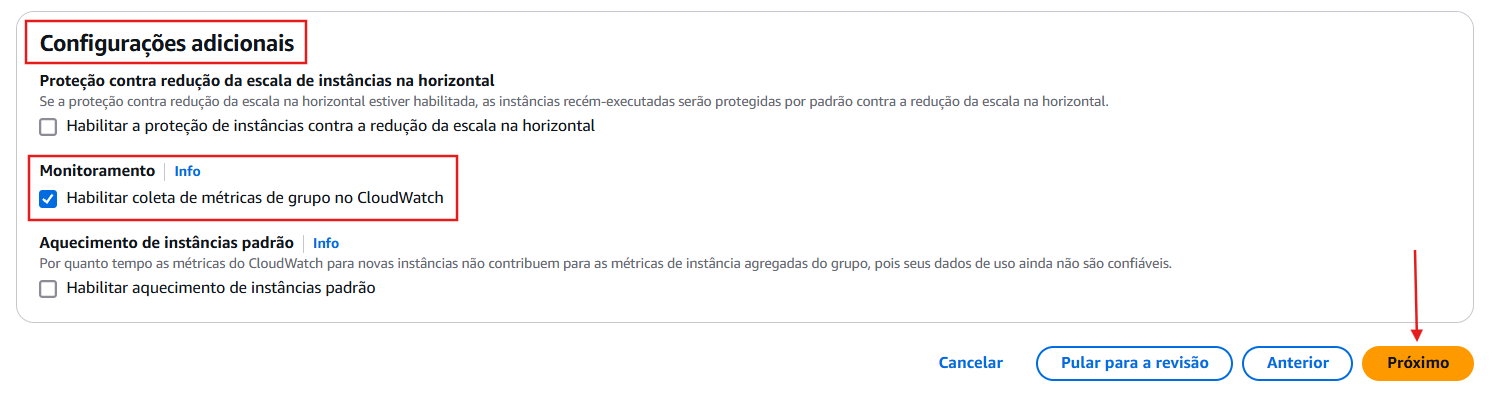 Configurações adicionais
Proteção contra redução da escala de instâncias na horizontal
Se a proteção contra redução da escala na horizontal estiver habilitada, as instâncias recém-executadas serão protegidas por padrão contra a redução da escala na horizontal.
Habilitar a proteção de instâncias contra a redução da escala na horizontal
Monitoramento Info
Habilitar coleta de métricas de grupo no CloudWatch
Aquecimento de instâncias padrão Info
Por quanto tempo as métricas do CloudWatch para novas instâncias não contribuem para as métricas de instância agregadas do grupo, pois seus dados de uso ainda não são confiáveis.
Habilitar aquecimento de instâncias padrão
Cancelar Pular para a revisão Anterior Próximo